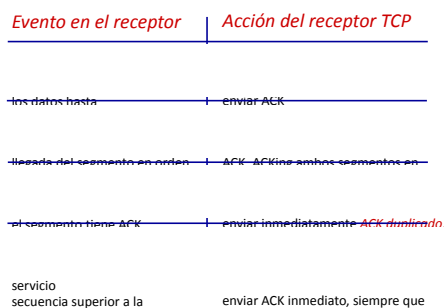 Evento en el receptor
Acción del receptor TCP
los datos hasta
enviar ACK
llegada del segmento en orden
ACK, ACKing ambos segmentos en
el segmento tiene ACK
enviar inmediatamente ACK duplicado,
servicio
secuencia superior a la
enviar ACK inmediato, siempre que